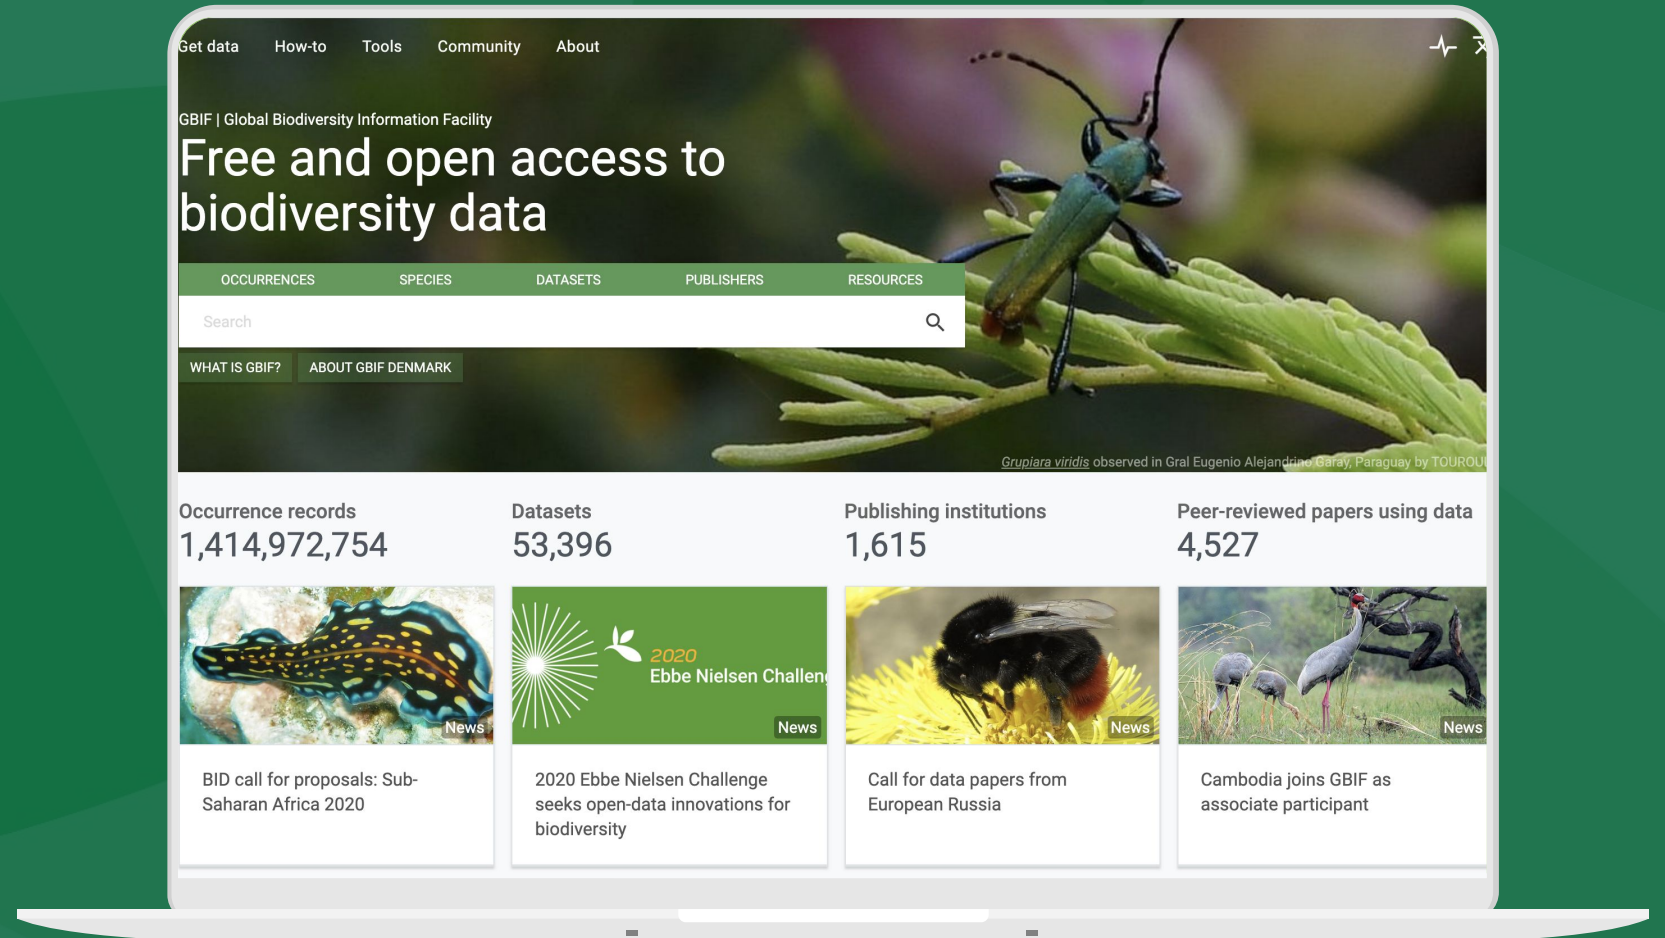 Get data How-to Tools Community About
GBIF | Global Biodiversity Information Facility
Free and open access to
biodiversity data
OCCURRENCES SPECIES DATASETS PUBLISHERS RESOURCES
Search
WHAT IS GBIF? ABOUT GBIF DENMARK
Grupiara viridis observed in Gral Eugenio Alejandrino Garay, Paraguay by TOUROU
Occurrence records
1,414,972,754
Datasets
53,396
Publishing institutions
1,615
Peer-reviewed papers using data
4,527
News
BID call for proposals: Sub-
Saharan Africa 2020
2020
Ebbe Nielsen Challeng
News
2020 Ebbe Nielsen Challenge
seeks open-data innovations for
biodiversity
News
Call for data papers from
European Russia
News
Cambodia joins GBIF as
associate participant